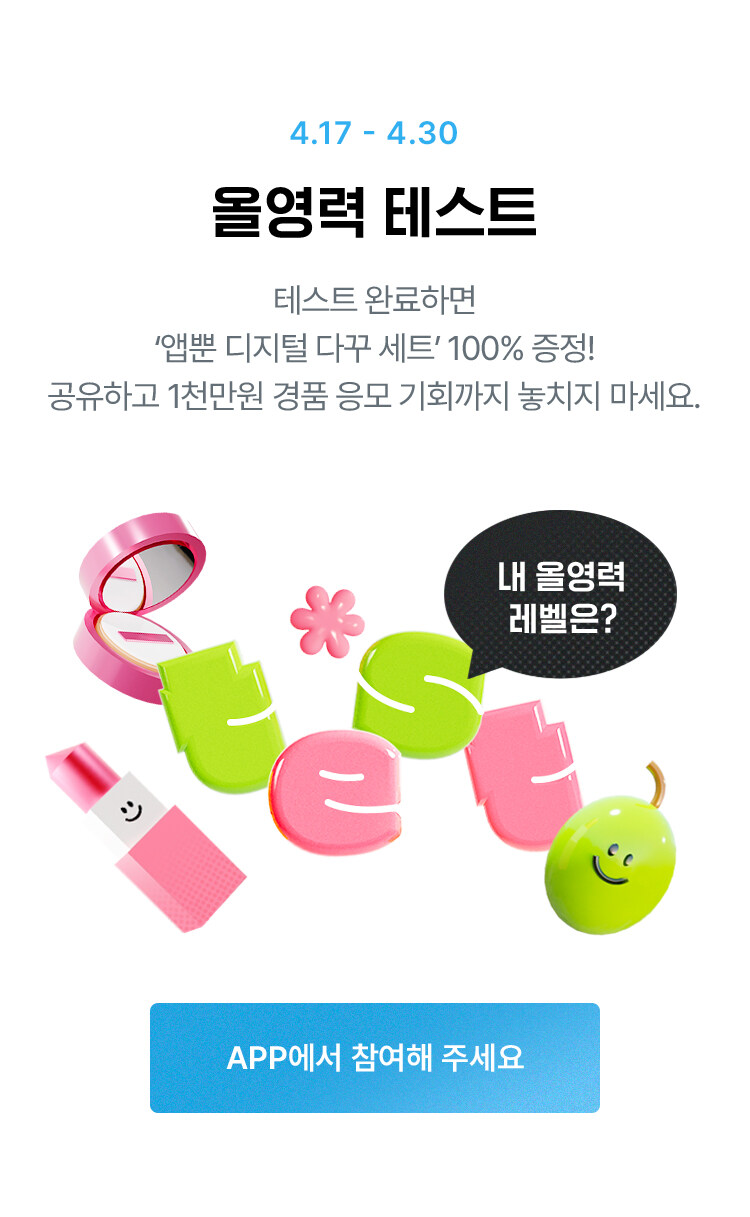 4.17 - 4.30
올영력 테스트
테스트 완료하면
‘앱뿐 디지털 다꾸 세트’ 100% 증정!
공유하고 1천만원 경품 응모 기회까지 놓치지 마세요.
내 올영력
레벨은?
test
APP에서 참여해 주세요